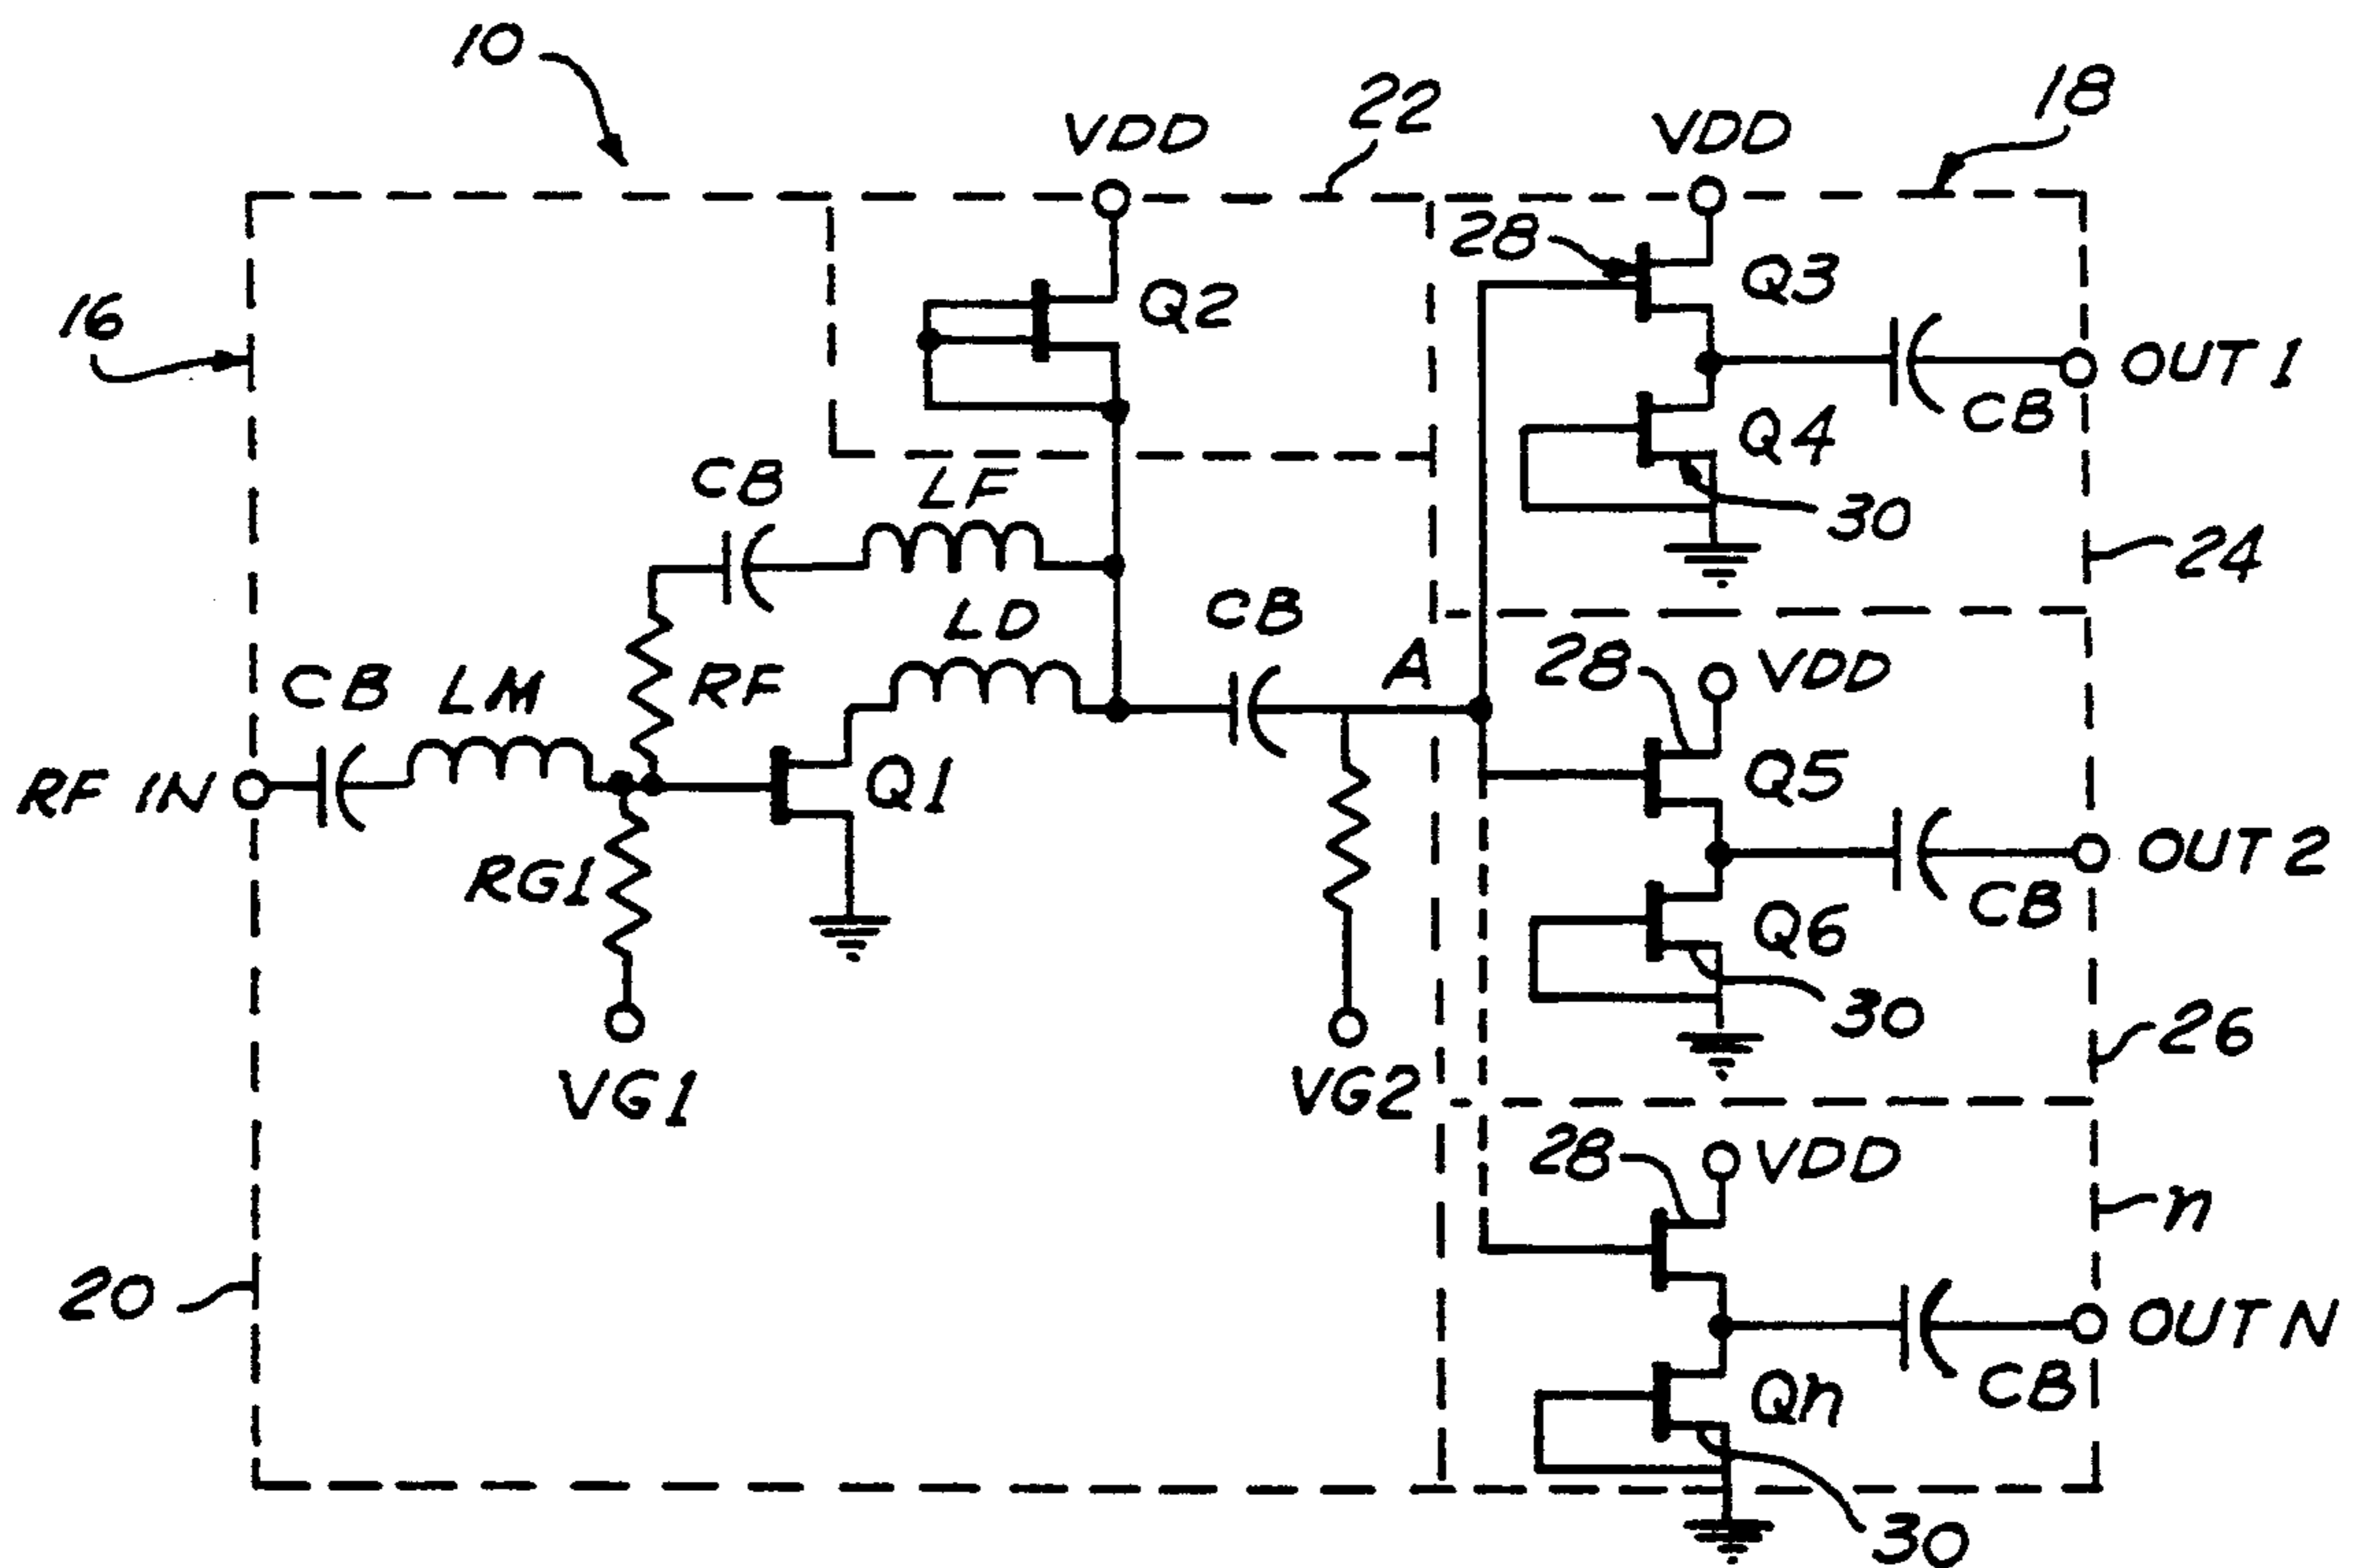 10
22
18
VDD
VDD
28
Q3
Q2
16
OUT 1
CB
Q4
CB
LF
30
24
LD
CB
A
28
VDD
CB
LM
RF
RF IN
Q1
Q5
OUT 2
RG1
CB
Q6
30
26
VG1
VG2
28
VDD
n
20
OUT N
CB
Qn
30